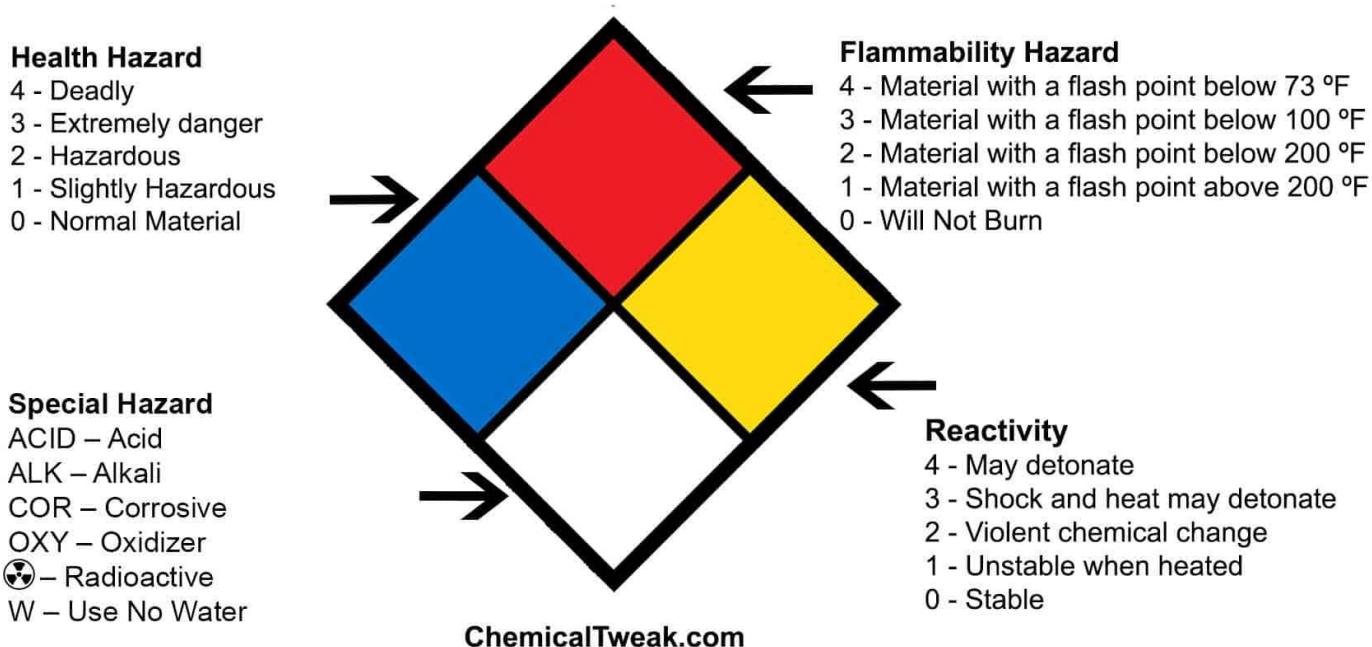 Health Hazard
4 - Deadly
3 - Extremely danger
2 - Hazardous
1 - Slightly Hazardous
0 - Normal Material
Flammability Hazard
4 - Material with a flash point below 73 ºF
3 - Material with a flash point below 100 ºF
2 - Material with a flash point below 200 ºF
1 - Material with a flash point above 200 ºF
0 - Will Not Burn
Special Hazard
ACID – Acid
ALK – Alkali
COR – Corrosive
OXY – Oxidizer
☢ – Radioactive
W – Use No Water
Reactivity
4 - May detonate
3 - Shock and heat may detonate
2 - Violent chemical change
1 - Unstable when heated
0 - Stable
ChemicalTweak.com